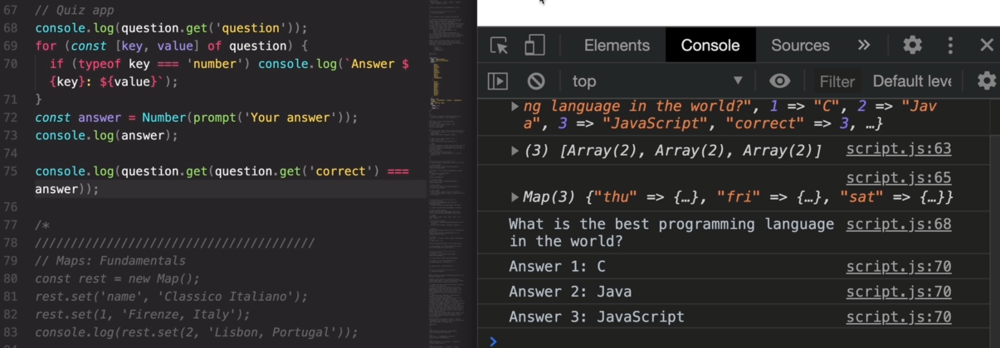 67 // Quiz app
68 console.log(question.get('question'));
69 for (const [key, value] of question) {
70 if (typeof key === 'number') console.log(`Answer $
{key}: ${value}`);
71 }
72 const answer = Number(prompt('Your answer'));
73 console.log(answer);
74
75 console.log(question.get(question.get('correct') ===
answer));
76
77 /*
78 ///////////////////////////////////////
79 // Maps: Fundamentals
80 const rest = new Map();
81 rest.set('name', 'Classico Italiano');
82 rest.set(1, 'Firenze, Italy');
83 console.log(rest.set(2, 'Lisbon, Portugal'));
Elements Console Sources »
top Filter Default leve
ng language in the world?", 1 => "C", 2 => "Jav
a", 3 => "JavaScript", "correct" => 3, …}
(3) [Array(2), Array(2), Array(2)] script.js:63
script.js:65
Map(3) {"thu" => {…}, "fri" => {…}, "sat" => {…}}
What is the best programming language script.js:68
in the world?
Answer 1: C script.js:70
Answer 2: Java script.js:70
Answer 3: JavaScript script.js:70